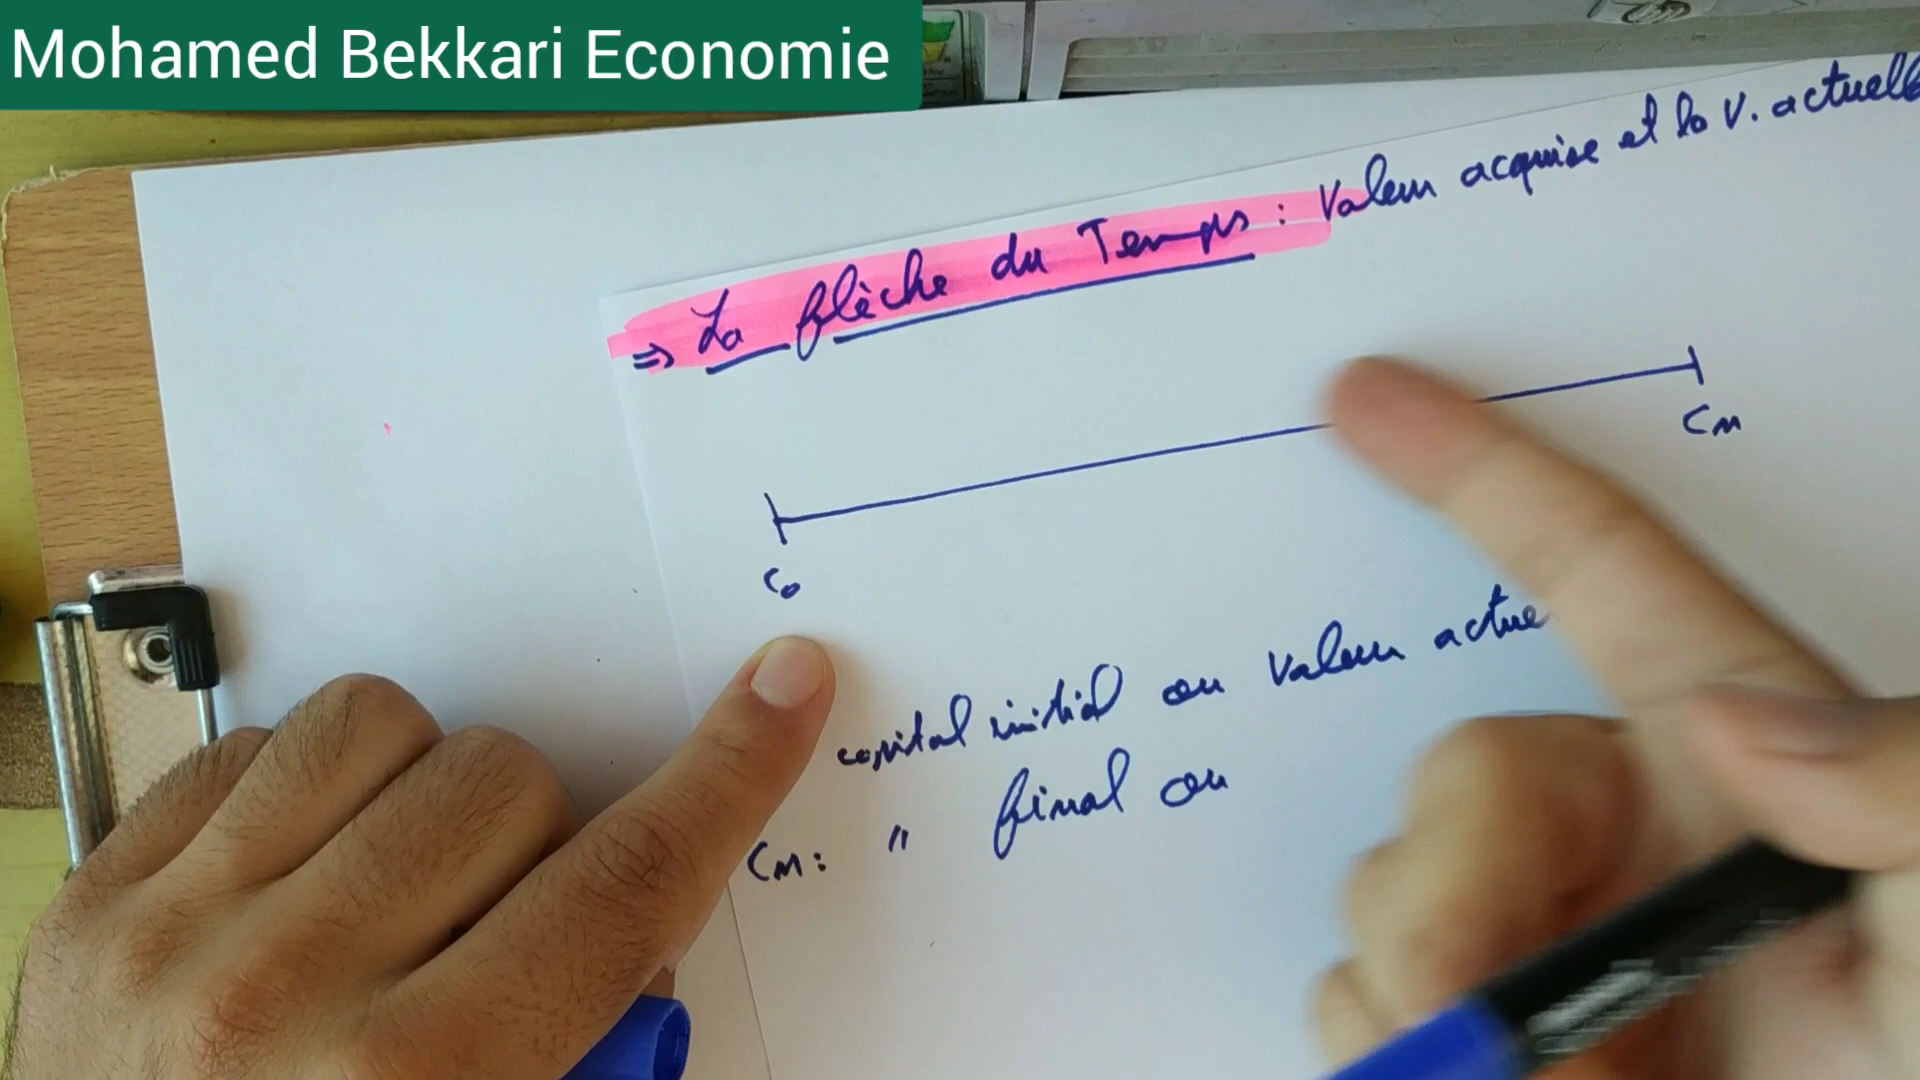 Mohamed Bekkari Economie
⇒ La flèche du Temps : Valeur acquise et la V. actuelle
Cn
C0
capital initial ou Valeur actue
Cn : " final ou